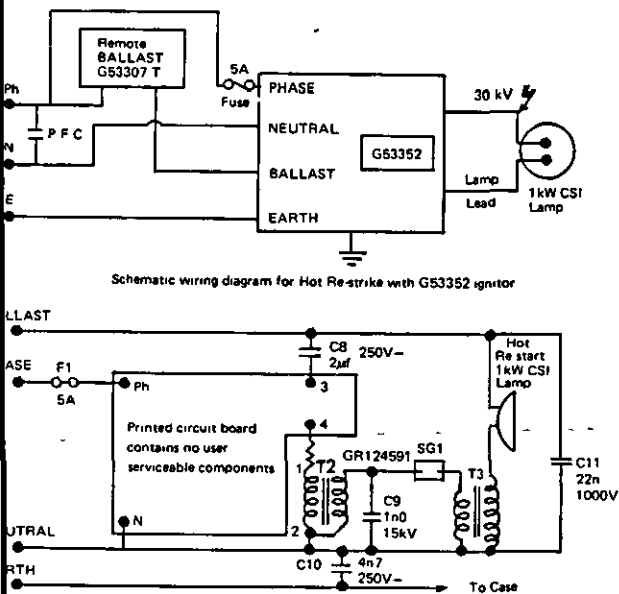 Remote
BALLAST
G53307 T
Ph
PFC
N
E
5A
Fuse
PHASE
NEUTRAL
BALLAST
EARTH
G53352
30 kV
Lamp
Lead
1kW CSI
Lamp
Schematic wiring diagram for Hot Re-strike with G53352 ignitor
LLAST
ASE
F1
5A
Ph
Printed circuit board
contains no user
serviceable components
N
UTRAL
RTH
C8
2µf
250V~
3
4
1
2
T2
GR124591
SG1
C9
1n0
15kV
T3
Hot
Re start
1kW CSI
Lamp
C11
22n
1000V
C10
4n7
250V~
To Case